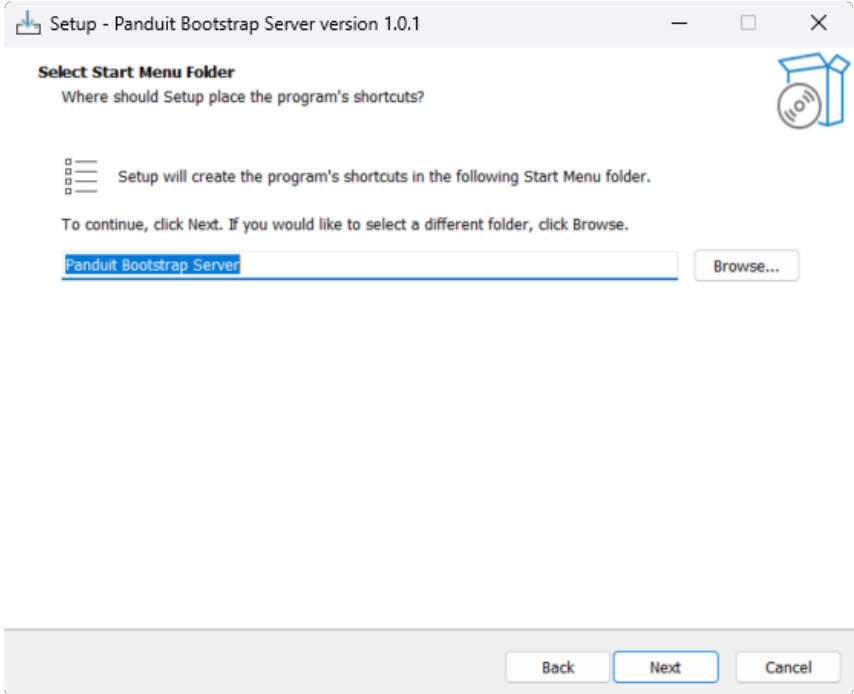 Setup - Panduit Bootstrap Server version 1.0.1
Select Start Menu Folder
Where should Setup place the program's shortcuts?
Setup will create the program's shortcuts in the following Start Menu folder.
To continue, click Next. If you would like to select a different folder, click Browse.
Panduit Bootstrap Server
Browse...
Back
Next
Cancel